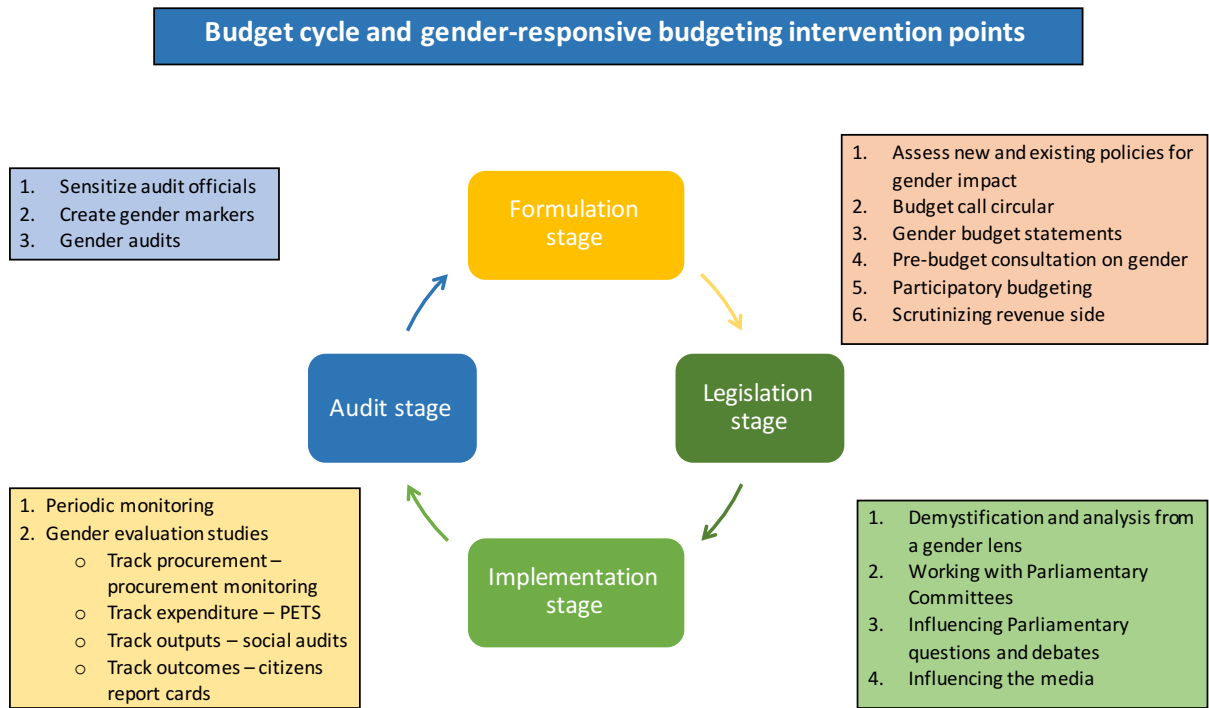 Budget cycle and gender-responsive budgeting intervention points
1. Sensitize audit officials
2. Create gender markers
3. Gender audits
Formulation
stage
1. Assess new and existing policies for
gender impact
2. Budget call circular
3. Gender budget statements
4. Pre-budget consultation on gender
5. Participatory budgeting
6. Scrutinizing revenue side
Audit stage
Legislation
stage
1. Periodic monitoring
2. Gender evaluation studies
o Track procurement –
procurement monitoring
o Track expenditure – PETS
o Track outputs – social audits
o Track outcomes – citizens
report cards
Implementation
stage
1. Demystification and analysis from
a gender lens
2. Working with Parliamentary
Committees
3. Influencing Parliamentary
questions and debates
4. Influencing the media